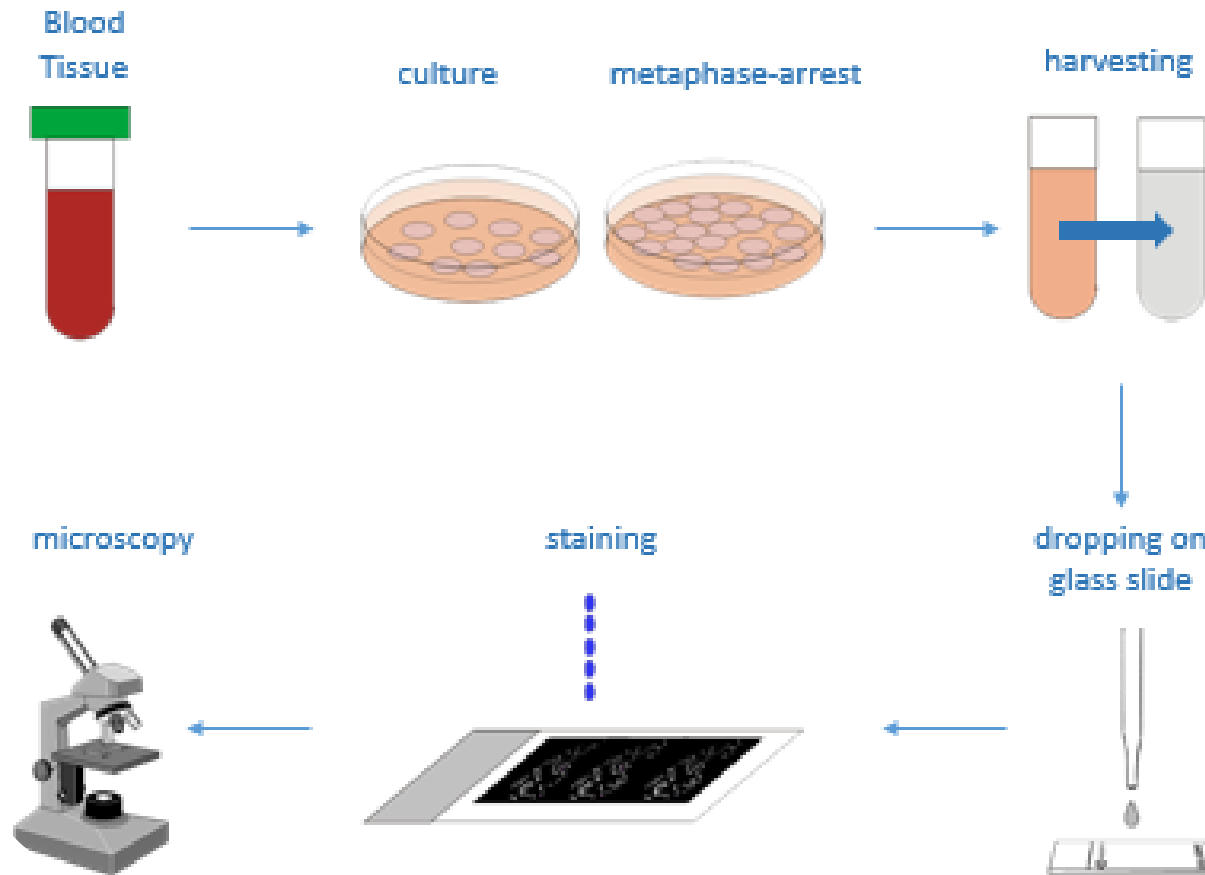 Blood
Tissue
culture
metaphase-arrest
harvesting
dropping on
glass slide
staining
microscopy